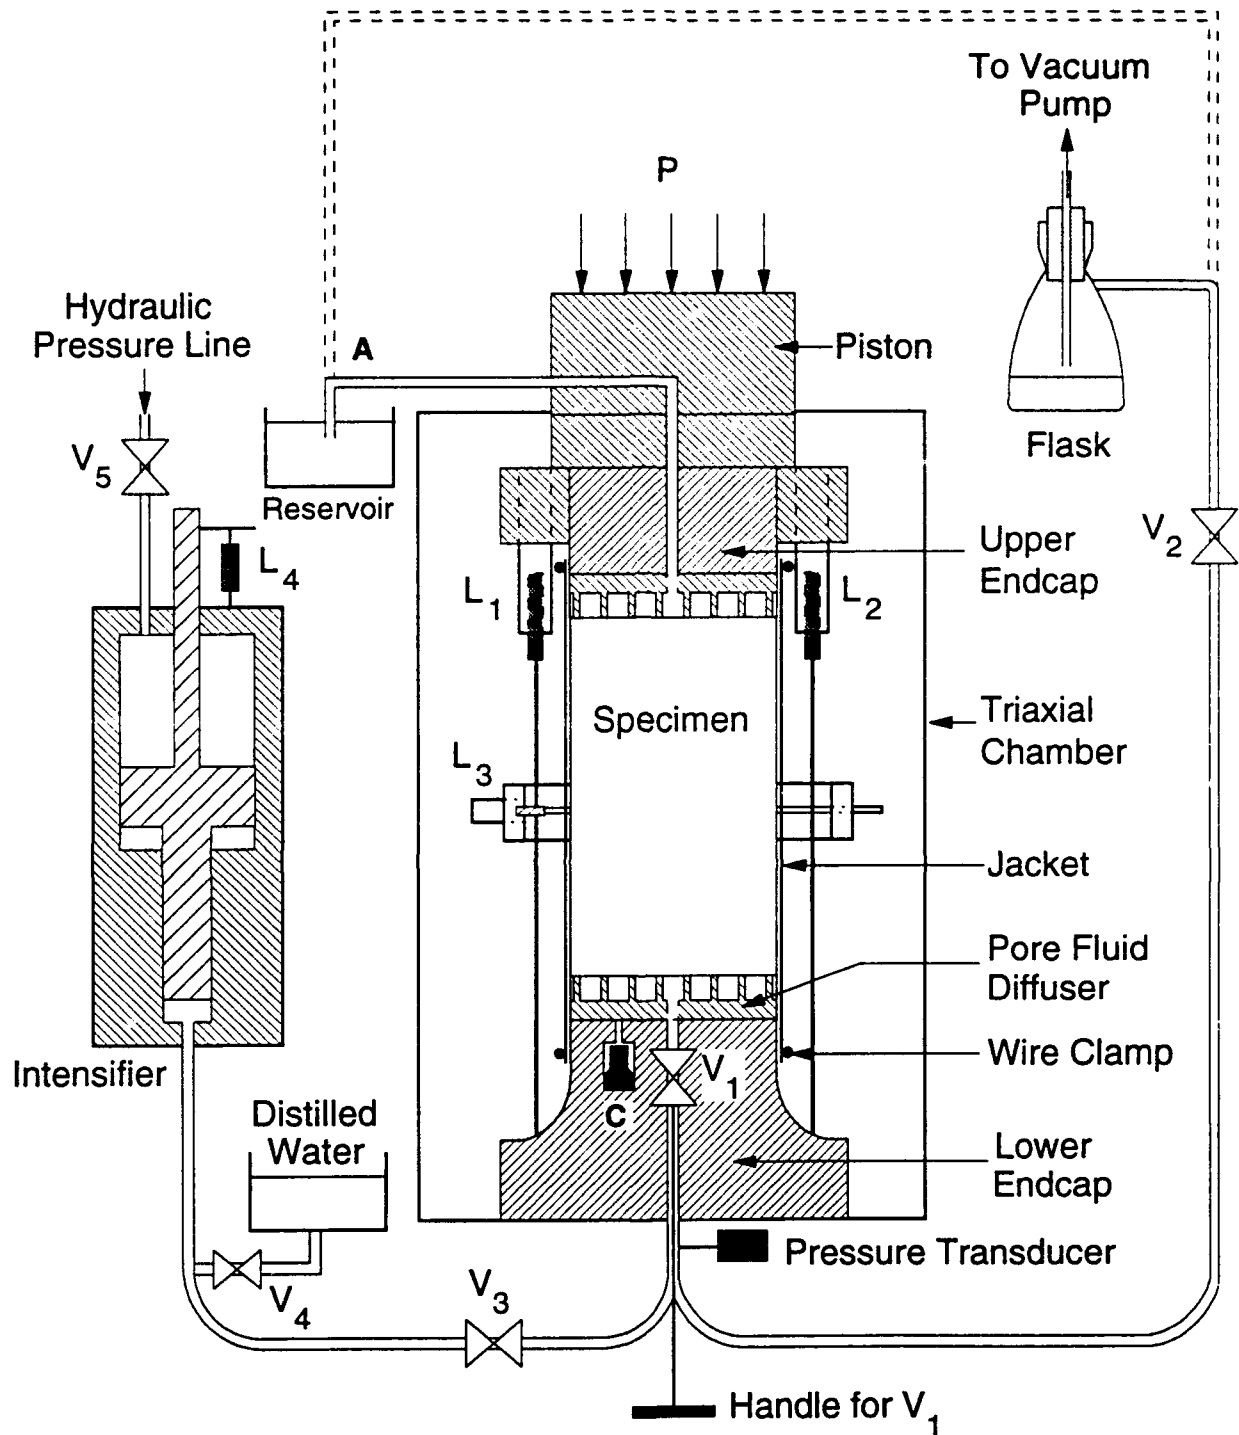 To Vacuum
Pump
P
Hydraulic
Pressure Line
A
Piston
V5
Reservoir
Flask
V2
L4
L1
L2
Upper
Endcap
Specimen
Triaxial
Chamber
L3
Jacket
Pore Fluid
Diffuser
Intensifier
V1
Wire Clamp
C
Distilled
Water
Lower
Endcap
Pressure Transducer
V4
V3
Handle for V1